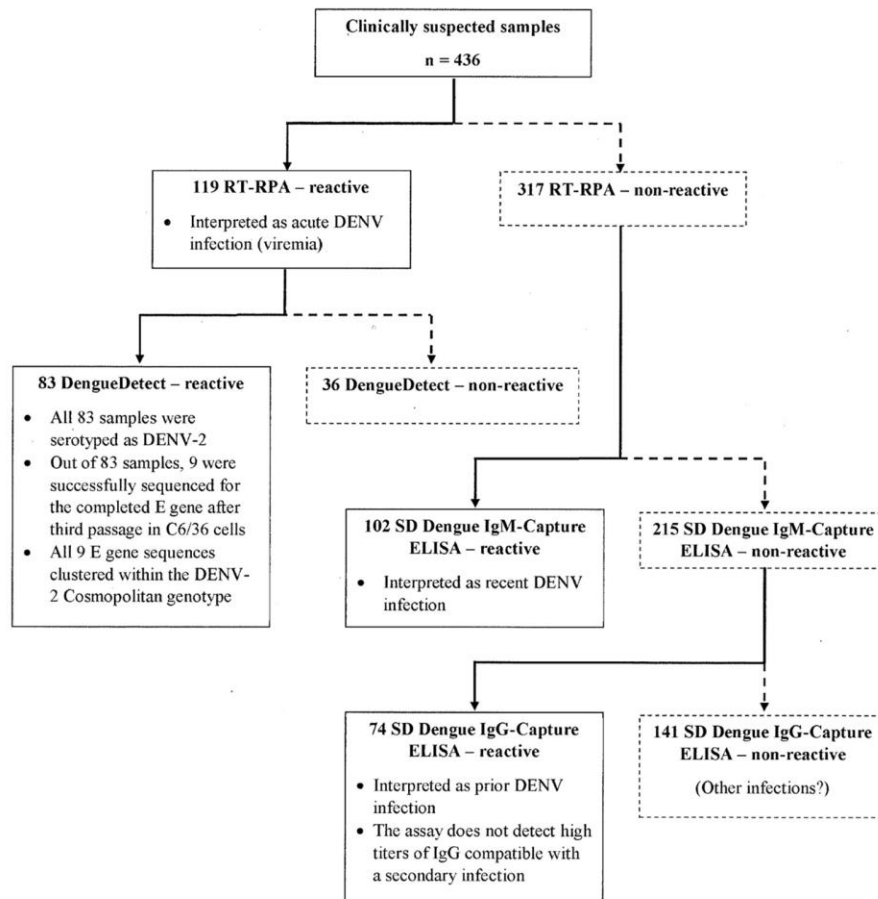 Clinically suspected samples
n = 436
119 RT-RPA – reactive
• Interpreted as acute DENV
infection (viremia)
317 RT-RPA – non-reactive
83 DengueDetect – reactive
• All 83 samples were
serotyped as DENV-2
• Out of 83 samples, 9 were
successfully sequenced for
the completed E gene after
third passage in C6/36 cells
• All 9 E gene sequences
clustered within the DENV-
2 Cosmopolitan genotype
36 DengueDetect – non-reactive
102 SD Dengue IgM-Capture
ELISA – reactive
• Interpreted as recent DENV
infection
215 SD Dengue IgM-Capture
ELISA – non-reactive
74 SD Dengue IgG-Capture
ELISA – reactive
• Interpreted as prior DENV
infection
• The assay does not detect high
titers of IgG compatible with
a secondary infection
141 SD Dengue IgG-Capture
ELISA – non-reactive
(Other infections?)